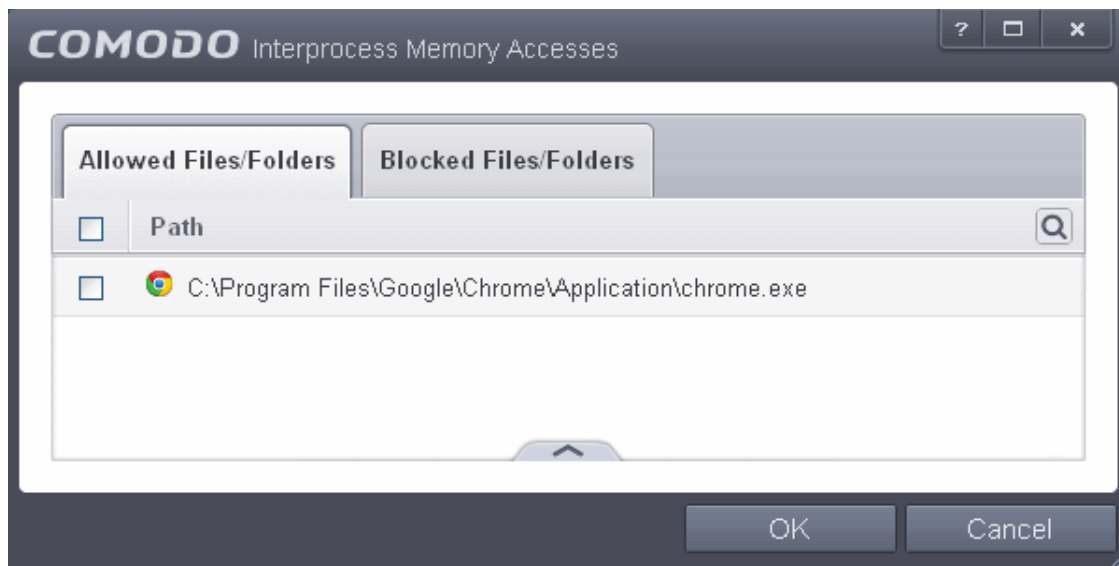 COMODO Interprocess Memory Accesses
?
Allowed Files/Folders Blocked Files/Folders
Path
C:\Program Files\Google\Chrome\Application\chrome.exe
OK Cancel